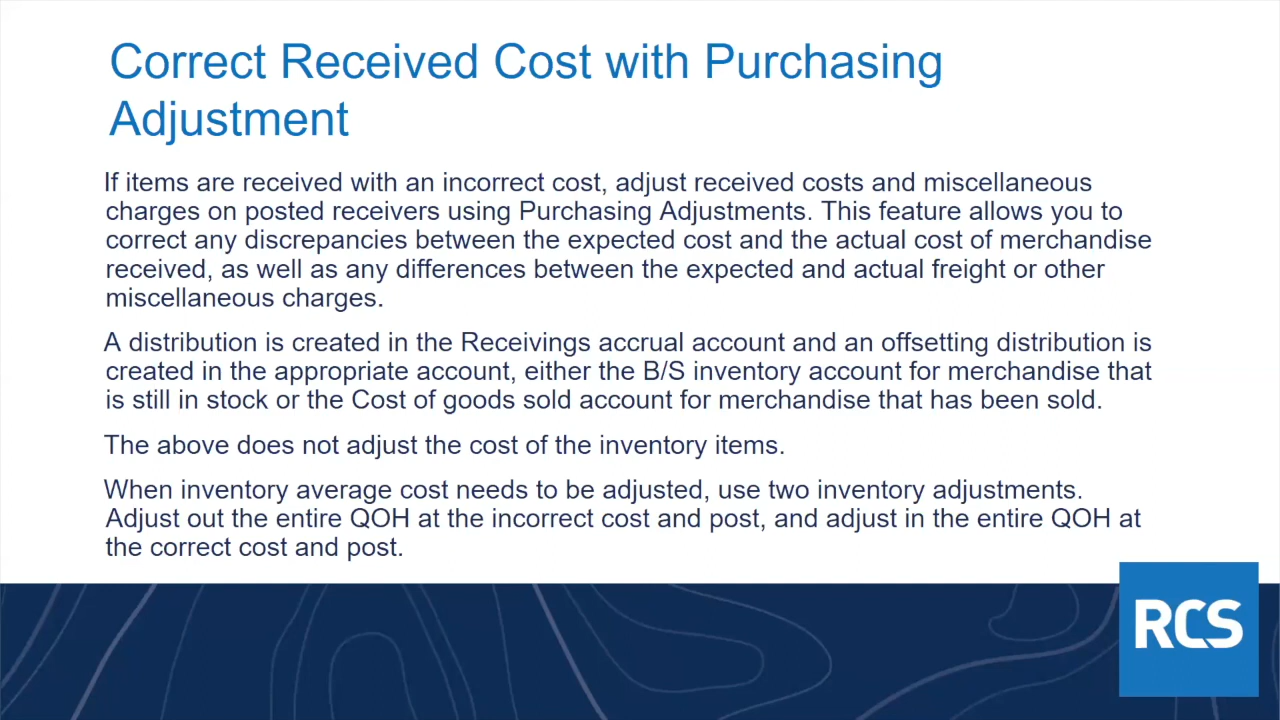 Correct Received Cost with Purchasing
Adjustment
If items are received with an incorrect cost, adjust received costs and miscellaneous
charges on posted receivers using Purchasing Adjustments. This feature allows you to
correct any discrepancies between the expected cost and the actual cost of merchandise
received, as well as any differences between the expected and actual freight or other
miscellaneous charges.
A distribution is created in the Receivings accrual account and an offsetting distribution is
created in the appropriate account, either the B/S inventory account for merchandise that
is still in stock or the Cost of goods sold account for merchandise that has been sold.
The above does not adjust the cost of the inventory items.
When inventory average cost needs to be adjusted, use two inventory adjustments.
Adjust out the entire QOH at the incorrect cost and post, and adjust in the entire QOH at
the correct cost and post.
RCS